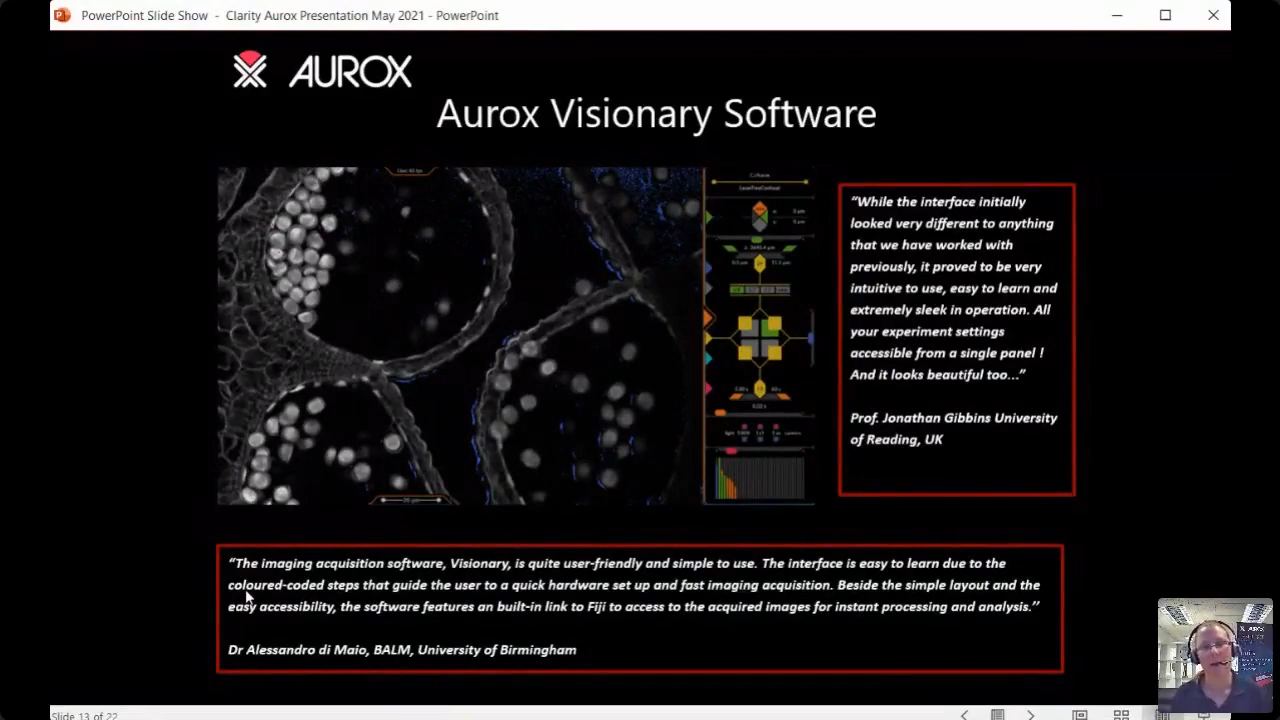 PowerPoint Slide Show - Clarity Aurox Presentation May 2021 - PowerPoint
AUROX
Aurox Visionary Software
“While the interface initially
looked very different to anything
that we have worked with
previously, it proved to be very
intuitive to use, easy to learn and
extremely sleek in operation. All
your experiment settings
accessible from a single panel !
And it looks beautiful too...”
Prof. Jonathan Gibbins University
of Reading, UK
“The imaging acquisition software, Visionary, is quite user-friendly and simple to use. The interface is easy to learn due to the
coloured-coded steps that guide the user to a quick hardware set up and fast imaging acquisition. Beside the simple layout and the
easy accessibility, the software features an built-in link to Fiji to access to the acquired images for instant processing and analysis.”
Dr Alessandro di Maio, BALM, University of Birmingham
Slide 13 of 22